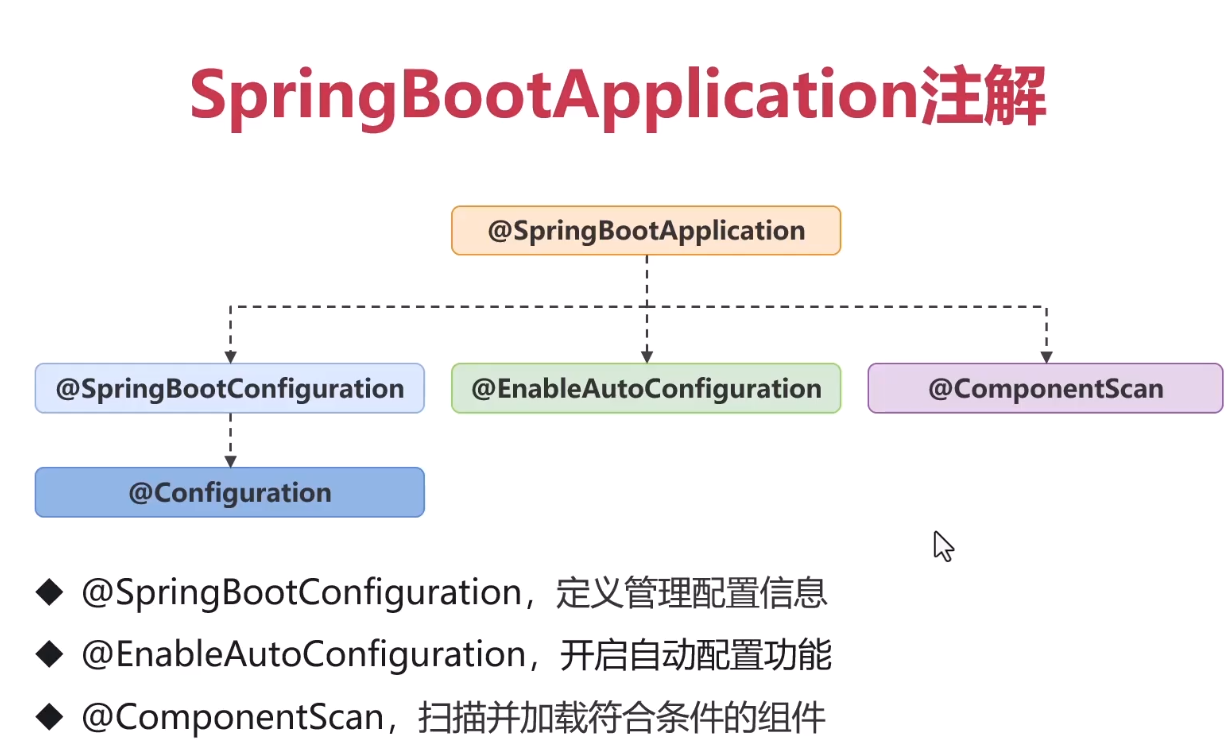 SpringBootApplication注解
@SpringBootApplication
@SpringBootConfiguration
@EnableAutoConfiguration
@ComponentScan
@Configuration
◆ @SpringBootConfiguration，定义管理配置信息
◆ @EnableAutoConfiguration，开启自动配置功能
◆ @ComponentScan，扫描并加载符合条件的组件